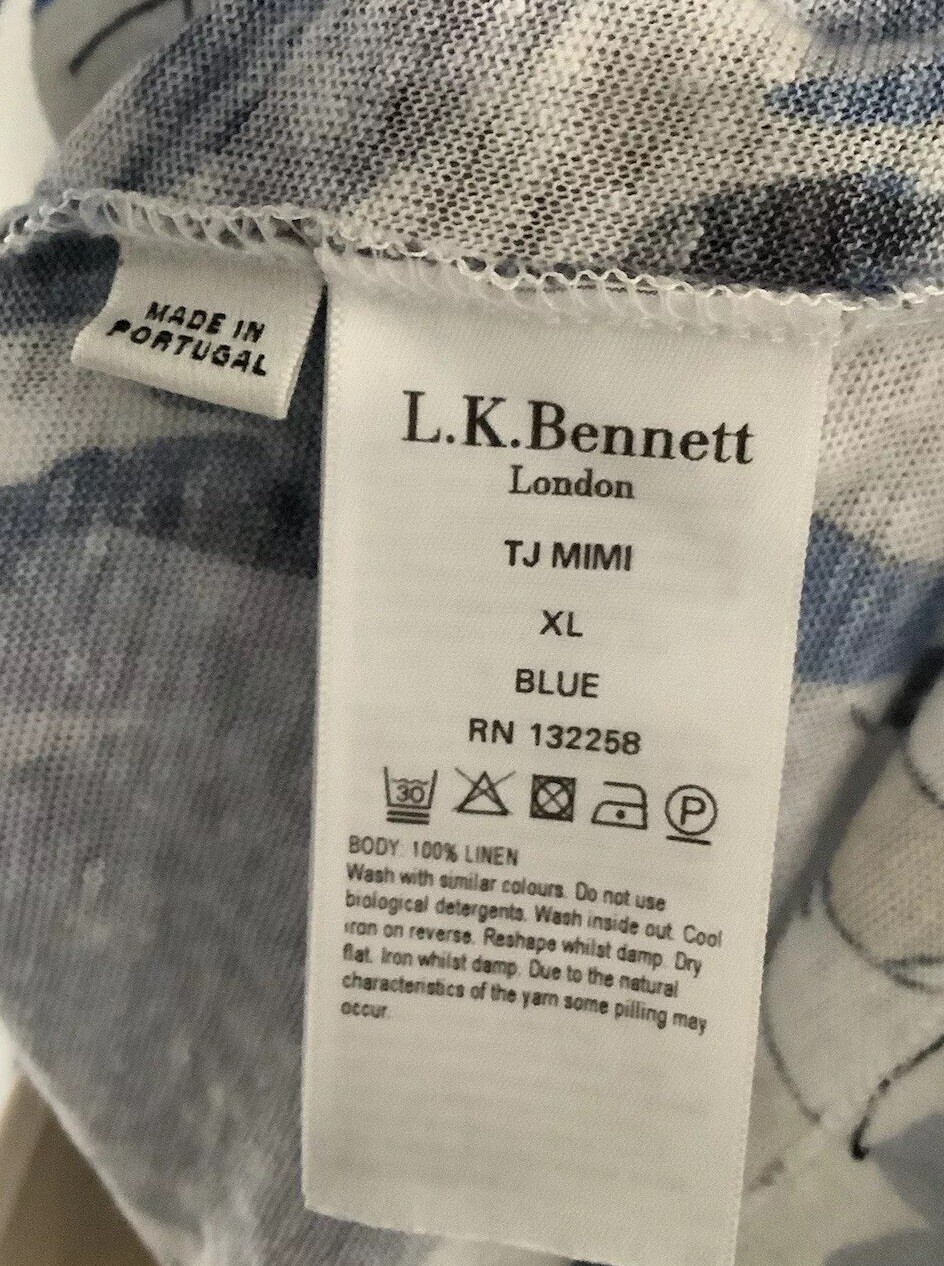 MADE IN
PORTUGAL
L.K.Bennett
London
TJ MIMI
XL
BLUE
RN 132258
30 P
BODY: 100% LINEN
Wash with similar colours. Do not use
biological detergents. Wash inside out. Cool
iron on reverse. Reshape whilst damp. Dry
flat. Iron whilst damp. Due to the natural
characteristics of the yarn some pilling may
occur.